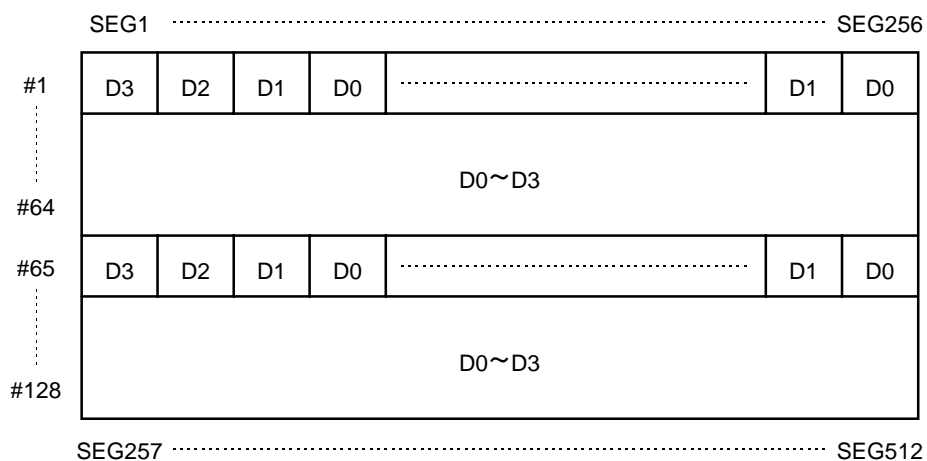 SEG1 SEG256
#1 D3 D2 D1 D0 D1 D0
D0~D3
#64
#65 D3 D2 D1 D0 D1 D0
D0~D3
#128
SEG257 SEG512